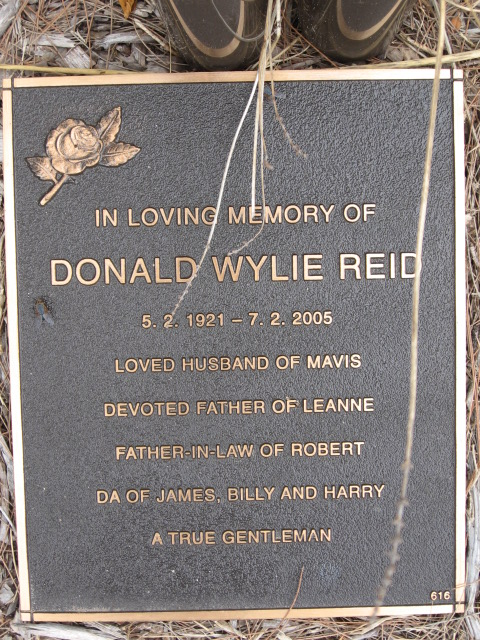 IN LOVING MEMORY OF
DONALD WYLIE REID
5. 2. 1921 – 7. 2. 2005
LOVED HUSBAND OF MAVIS
DEVOTED FATHER OF LEANNE
FATHER-IN-LAW OF ROBERT
DA OF JAMES, BILLY AND HARRY
A TRUE GENTLEMAN
616